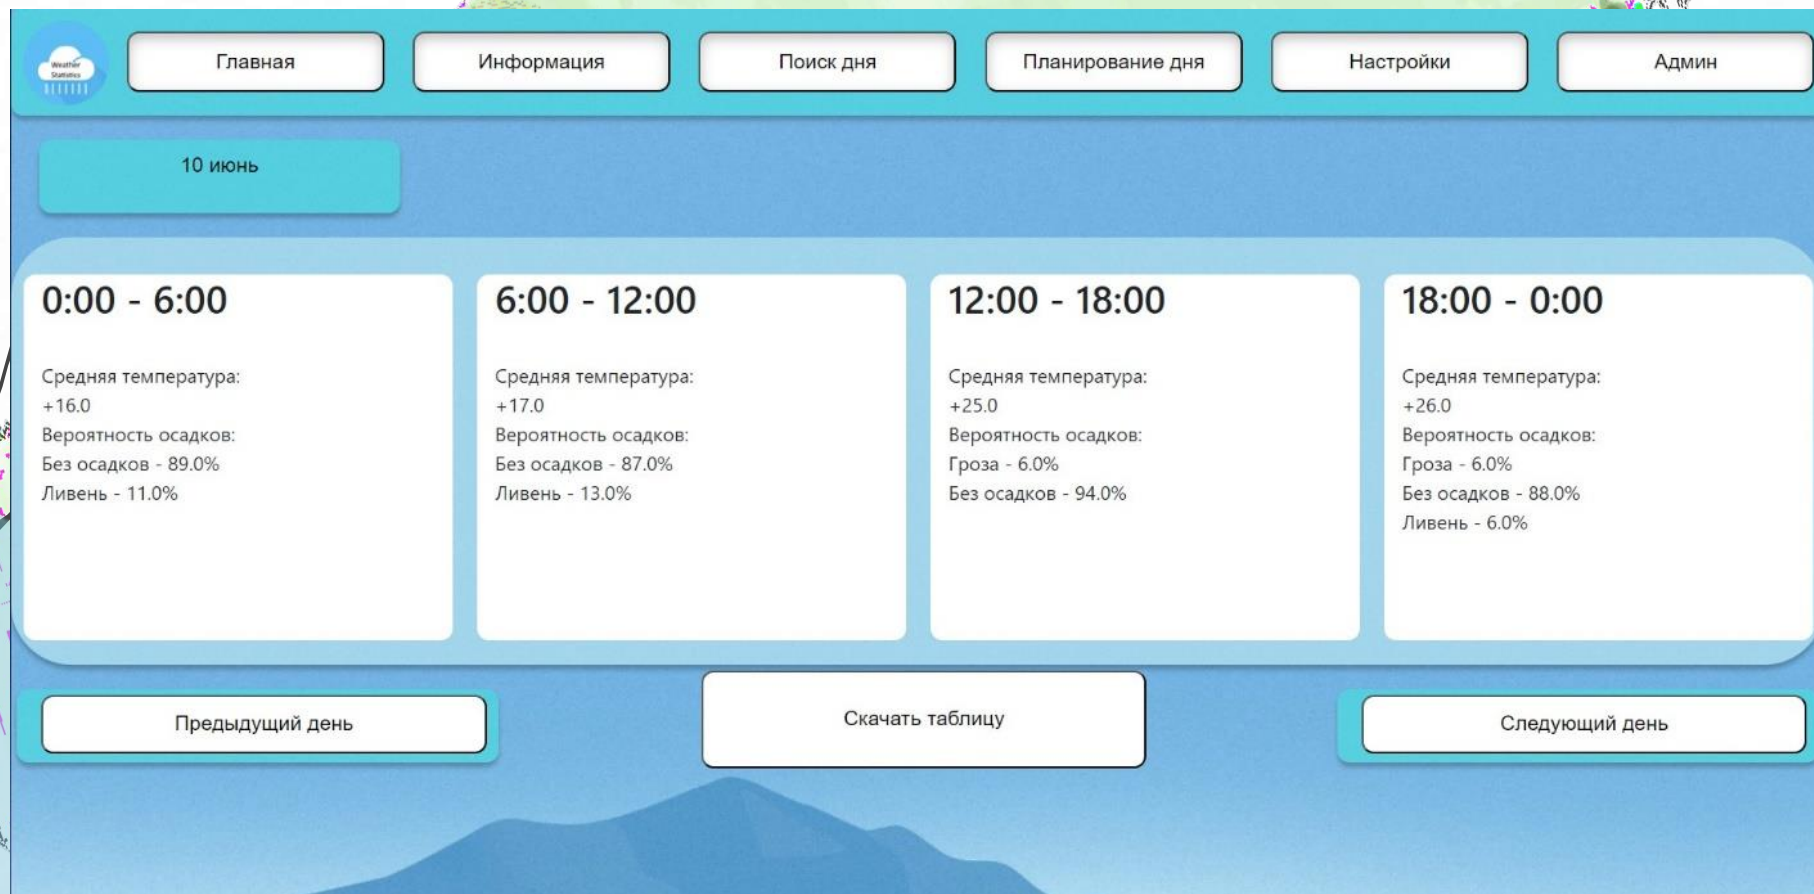 Weather
Statistics
Главная
Информация
Поиск дня
Планирование дня
Настройки
Админ
10 июнь
0:00 - 6:00
Средняя температура:
+16.0
Вероятность осадков:
Без осадков - 89.0%
Ливень - 11.0%
6:00 - 12:00
Средняя температура:
+17.0
Вероятность осадков:
Без осадков - 87.0%
Ливень - 13.0%
12:00 - 18:00
Средняя температура:
+25.0
Вероятность осадков:
Гроза - 6.0%
Без осадков - 94.0%
18:00 - 0:00
Средняя температура:
+26.0
Вероятность осадков:
Гроза - 6.0%
Без осадков - 88.0%
Ливень - 6.0%
Предыдущий день
Скачать таблицу
Следующий день